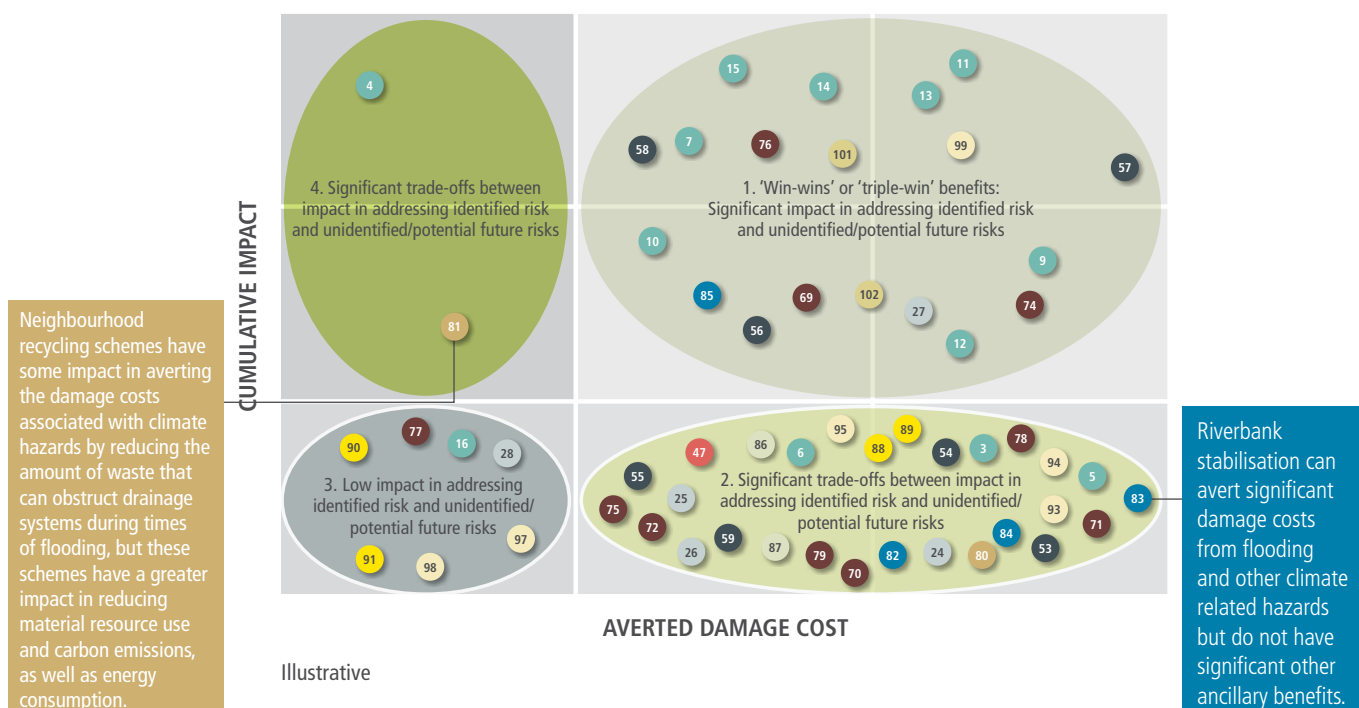 CUMULATIVE IMPACT
4
81
4. Significant trade-offs between
impact in addressing identified risk
and unidentified/potential future risks
15
14
11
13
58
7
76
101
99
57
1. 'Win-wins' or 'triple-win' benefits:
Significant impact in addressing identified risk
and unidentified/potential future risks
10
9
85
69
102
27
74
56
12
90
77
16
28
3. Low impact in addressing
identified risk and unidentified/
potential future risks
97
91
98
47
86
6
95
88
89
54
3
78
94
5
83
55
25
2. Significant trade-offs between impact in
addressing identified risk and unidentified/
potential future risks
75
72
93
71
26
59
87
79
70
82
24
80
84
53
AVERTED DAMAGE COST
Illustrative
Neighbourhood
recycling schemes have
some impact in averting
the damage costs
associated with climate
hazards by reducing the
amount of waste that
can obstruct drainage
systems during times
of flooding, but these
schemes have a greater
impact in reducing
material resource use
and carbon emissions,
as well as energy
consumption.
Riverbank
stabilisation can
avert significant
damage costs
from flooding
and other climate
related hazards
but do not have
significant other
ancillary benefits.